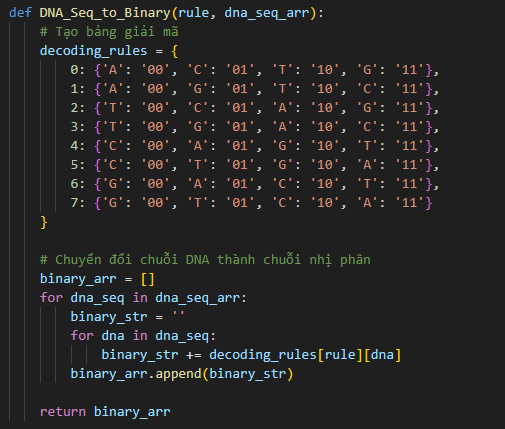 def DNA_Seq_to_Binary(rule, dna_seq_arr):
    # Tạo bảng giải mã
    decoding_rules = {
        0: {'A': '00', 'C': '01', 'T': '10', 'G': '11'},
        1: {'A': '00', 'G': '01', 'T': '10', 'C': '11'},
        2: {'T': '00', 'C': '01', 'A': '10', 'G': '11'},
        3: {'T': '00', 'G': '01', 'A': '10', 'C': '11'},
        4: {'C': '00', 'A': '01', 'G': '10', 'T': '11'},
        5: {'C': '00', 'T': '01', 'G': '10', 'A': '11'},
        6: {'G': '00', 'A': '01', 'C': '10', 'T': '11'},
        7: {'G': '00', 'T': '01', 'C': '10', 'A': '11'}
    }

    # Chuyển đổi chuỗi DNA thành chuỗi nhị phân
    binary_arr = []
    for dna_seq in dna_seq_arr:
        binary_str = ''
        for dna in dna_seq:
            binary_str += decoding_rules[rule][dna]
        binary_arr.append(binary_str)

    return binary_arr